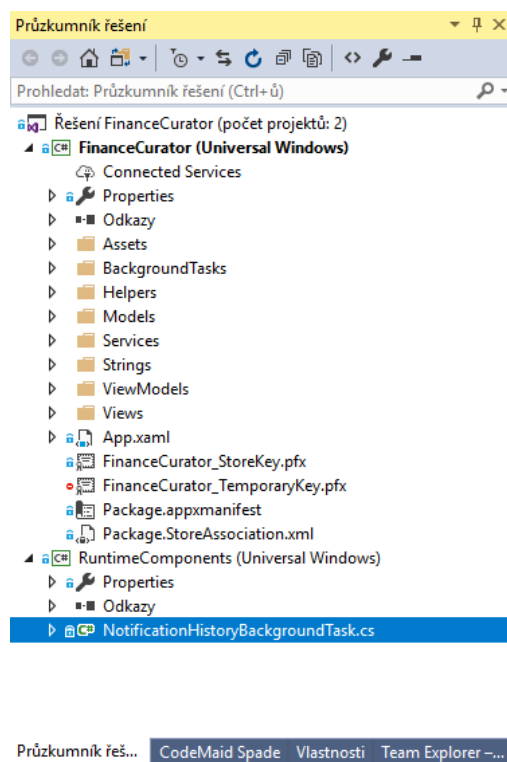 Průzkumník řešení
Prohledat: Průzkumník řešení (Ctrl+ů)
Řešení FinanceCurator (počet projektů: 2)
C# FinanceCurator (Universal Windows)
Connected Services
Properties
Odkazy
Assets
BackgroundTasks
Helpers
Models
Services
Strings
ViewModels
Views
App.xaml
FinanceCurator_StoreKey.pfx
FinanceCurator_TemporaryKey.pfx
Package.appxmanifest
Package.StoreAssociation.xml
C# RuntimeComponents (Universal Windows)
Properties
Odkazy
C# NotificationHistoryBackgroundTask.cs
Průzkumník řeš... CodeMaid Spade Vlastnosti Team Explorer –...